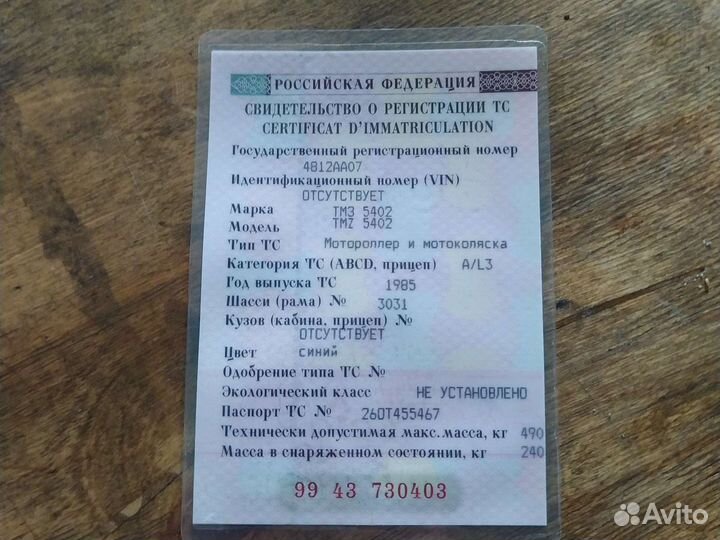 РОССИЙСКАЯ ФЕДЕРАЦИЯ
СВИДЕТЕЛЬСТВО О РЕГИСТРАЦИИ ТС
CERTIFICAT D'IMMATRICULATION
Государственный регистрационный номер
4812АА07
Идентификационный номер (VIN)
ОТСУТСТВУЕТ
Марка ТМЗ 5402
Модель TMZ 5402
Тип ТС Мотороллер и мотоколяска
Категория ТС (ABCD, прицеп) A/L3
Год выпуска ТС 1985
Шасси (рама) № 3031
Кузов (кабина, прицеп) №
ОТСУТСТВУЕТ
Цвет СИНИЙ
Одобрение типа ТС №
Экологический класс НЕ УСТАНОВЛЕНО
Паспорт ТС № 26ОТ455467
Технически допустимая макс.масса, кг 490
Масса в снаряженном состоянии, кг 240
99 43 730403
Avito